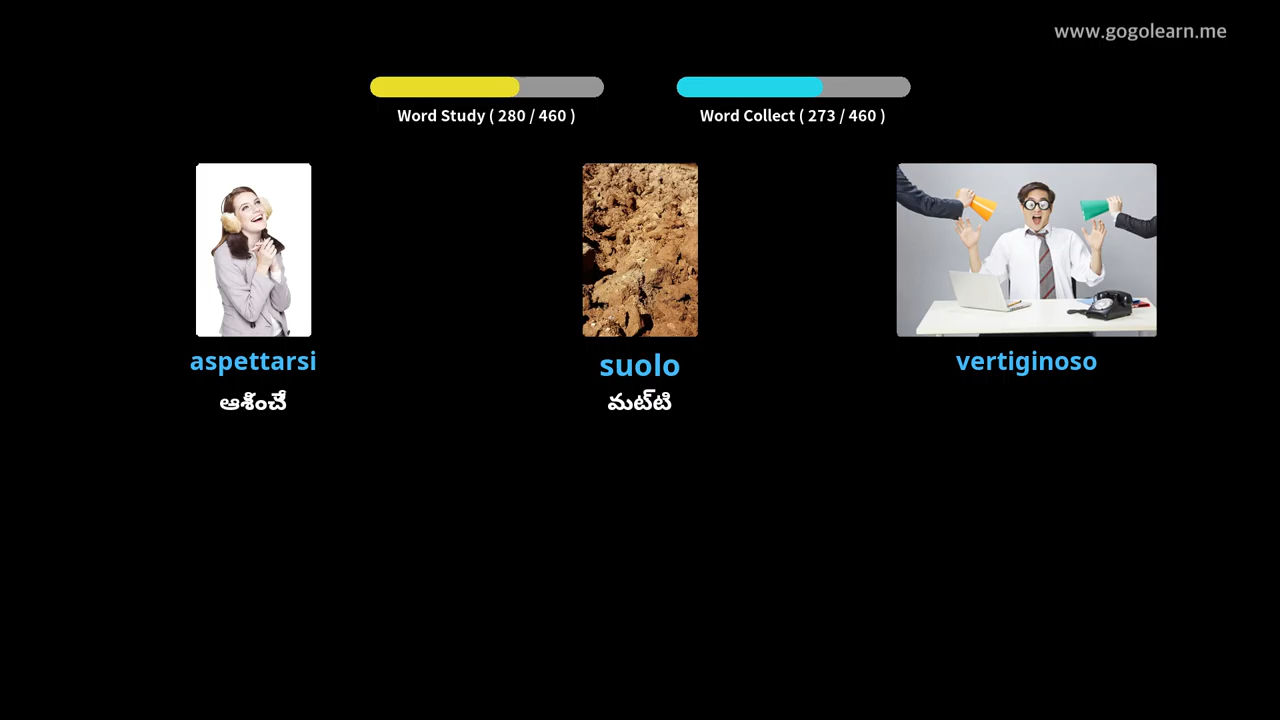 www.gogolearn.me
Word Study ( 280 / 460 )
Word Collect ( 273 / 460 )
aspettarsi
suolo
vertiginoso
ఆశించే
మట్టి